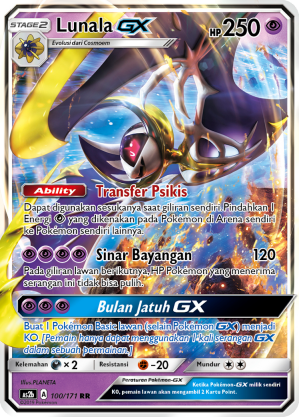 STAGE2 Lunala GX HP250
Evolusi dari Cosmoem
Ability Transfer Psikis
Dapat digunakan sesukanya saat giliran sendiri. Pindahkan 1
Energi yang dikenakan pada Pokémon di Arena sendiri
ke Pokémon sendiri lainnya.
Sinar Bayangan 120
Pada giliran lawan berikutnya, HP Pokémon yang menerima
serangan ini tidak bisa pulih.
Bulan Jatuh GX
Buat 1 Pokémon Basic lawan (selain Pokémon GX) menjadi
KO. [Pemain hanya dapat menggunakan 1 kali serangan GX
dalam sebuah permainan.]
Kelemahan ×2 Resistansi -20 Mundur
Illus. PLANETA
Peraturan Pokémon-GX
as2b A 100/171 RR
Ketika Pokémon-GX milik sendiri
KO, pemain lawan akan mengambil 2 Kartu Point.